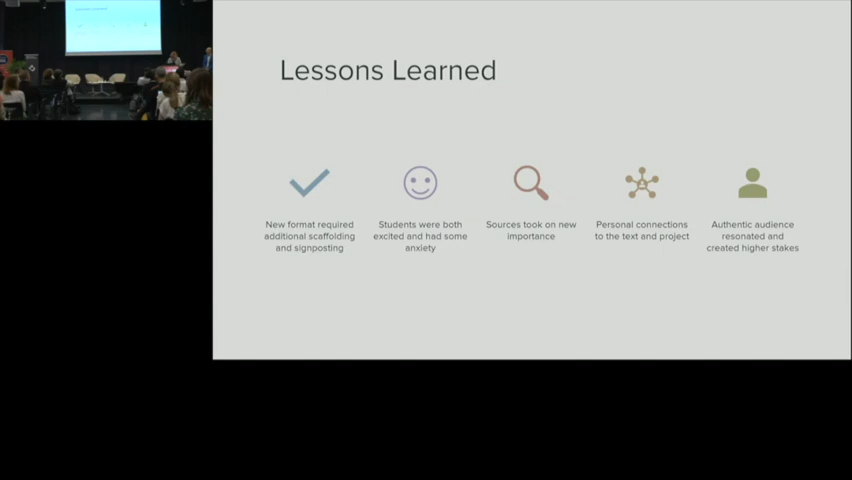 Lessons Learned
New format required
additional scaffolding
and signposting
Students were both
excited and had some
anxiety
Sources took on new
importance
Personal connections
to the text and project
Authentic audience
resonated and
created higher stakes